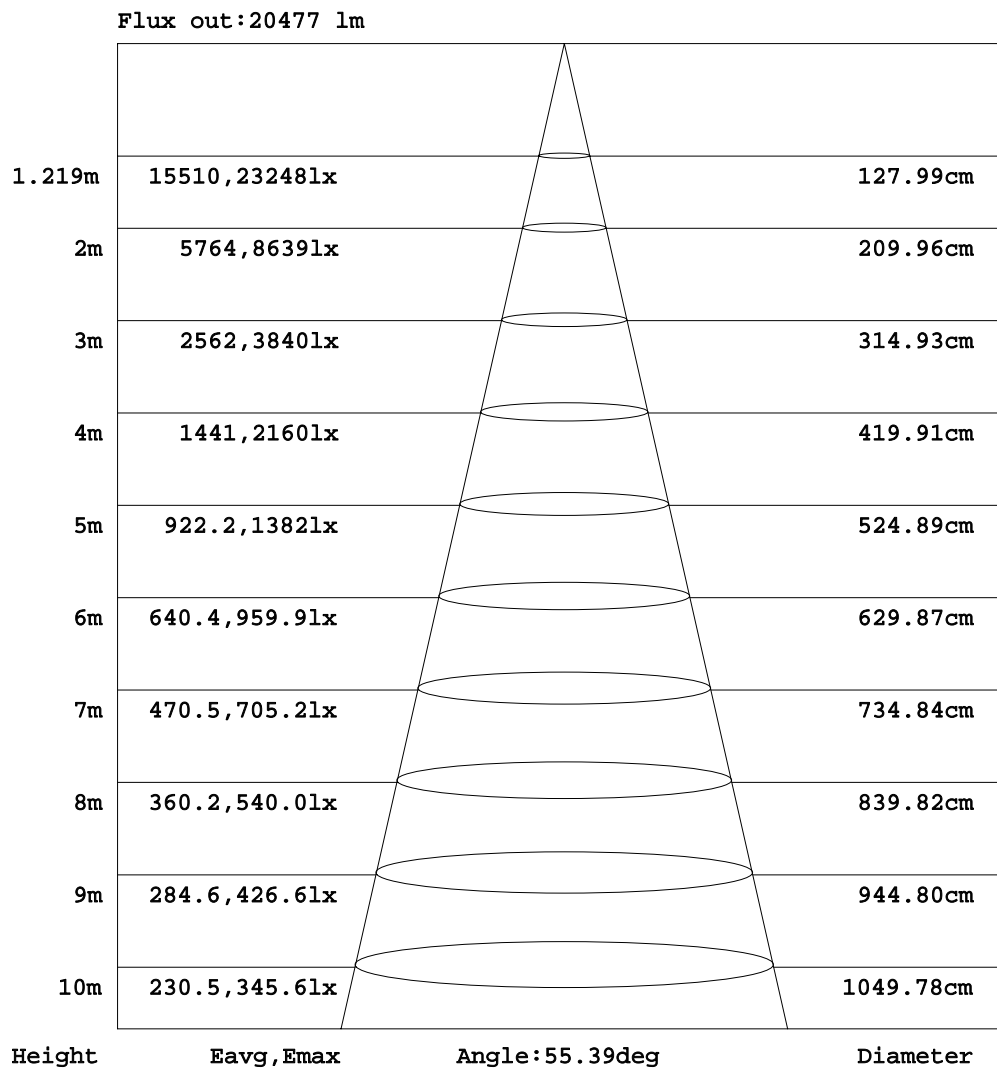 Flux out:20477 lm
1.219m 15510,23248lx 127.99cm
2m 5764,8639lx 209.96cm
3m 2562,3840lx 314.93cm
4m 1441,2160lx 419.91cm
5m 922.2,1382lx 524.89cm
6m 640.4,959.9lx 629.87cm
7m 470.5,705.2lx 734.84cm
8m 360.2,540.0lx 839.82cm
9m 284.6,426.6lx 944.80cm
10m 230.5,345.6lx 1049.78cm
Height Eavg,Emax Angle:55.39deg Diameter